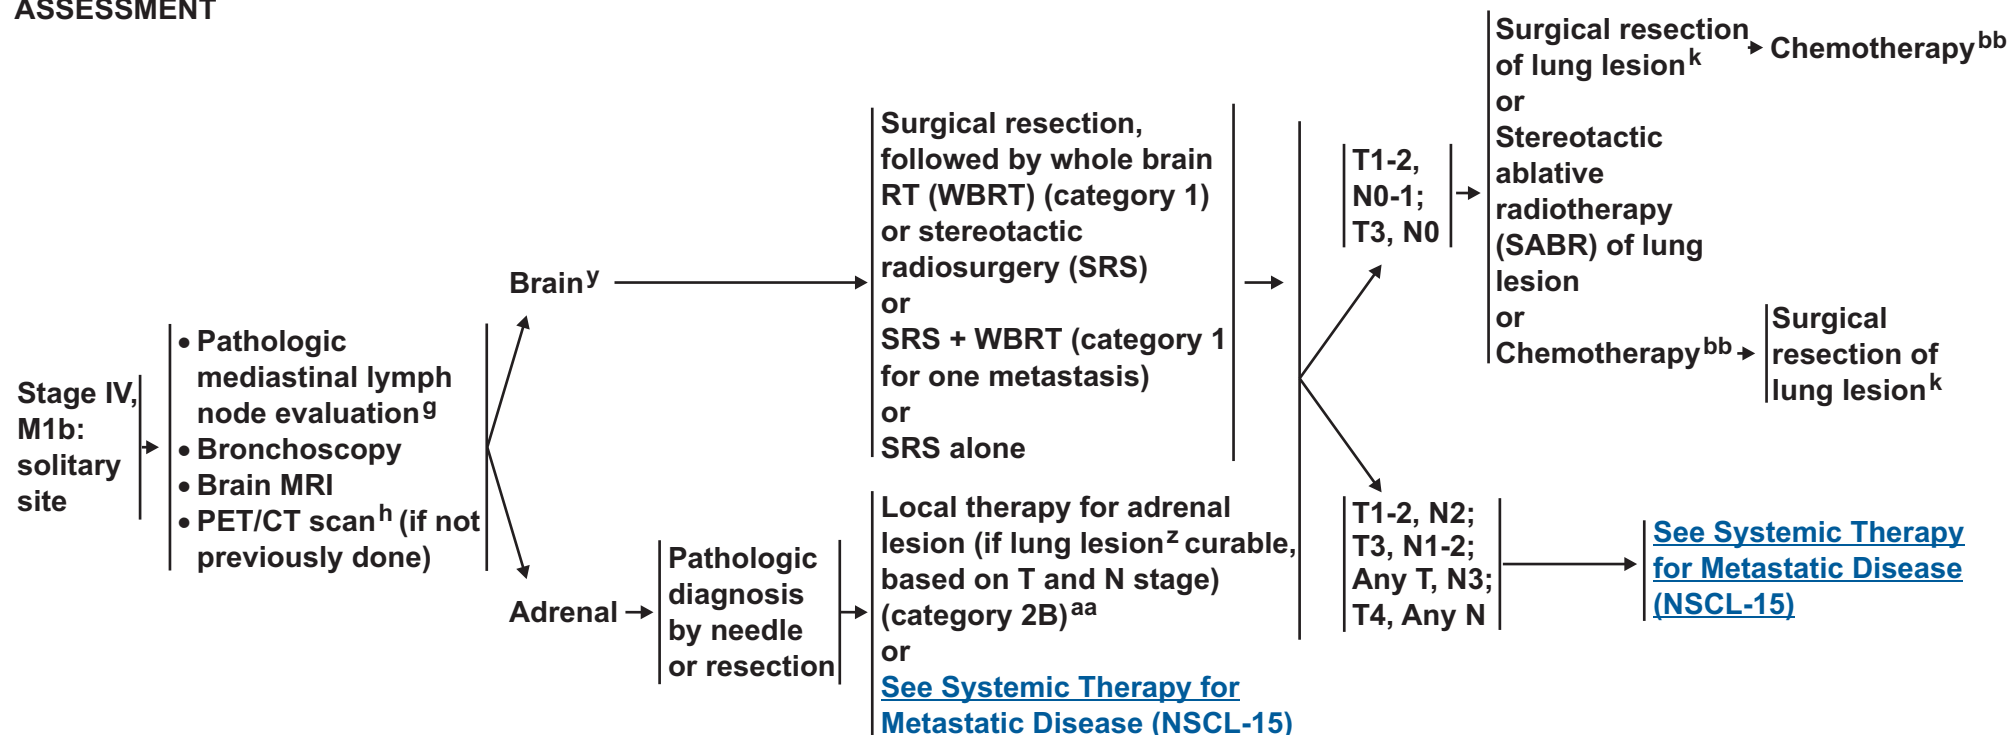 ASSESSMENT
Stage IV,
M1b:
solitary
site
• Pathologic
mediastinal lymph
node evaluation g
• Bronchoscopy
• Brain MRI
• PET/CT scan h (if not
previously done)
Brain y
Adrenal
Pathologic
diagnosis
by needle
or resection
Surgical resection,
followed by whole brain
RT (WBRT) (category 1)
or stereotactic
radiosurgery (SRS)
or
SRS + WBRT (category 1
for one metastasis)
or
SRS alone
Local therapy for adrenal
lesion (if lung lesion z curable,
based on T and N stage)
(category 2B) aa
or
See Systemic Therapy for
Metastatic Disease (NSCL-15)
T1-2,
N0-1;
T3, N0
T1-2, N2;
T3, N1-2;
Any T, N3;
T4, Any N
Surgical resection
of lung lesion k
or
Stereotactic
ablative
radiotherapy
(SABR) of lung
lesion
or
Chemotherapy bb
Chemotherapy bb
Surgical
resection of
lung lesion k
See Systemic Therapy
for Metastatic Disease
(NSCL-15)